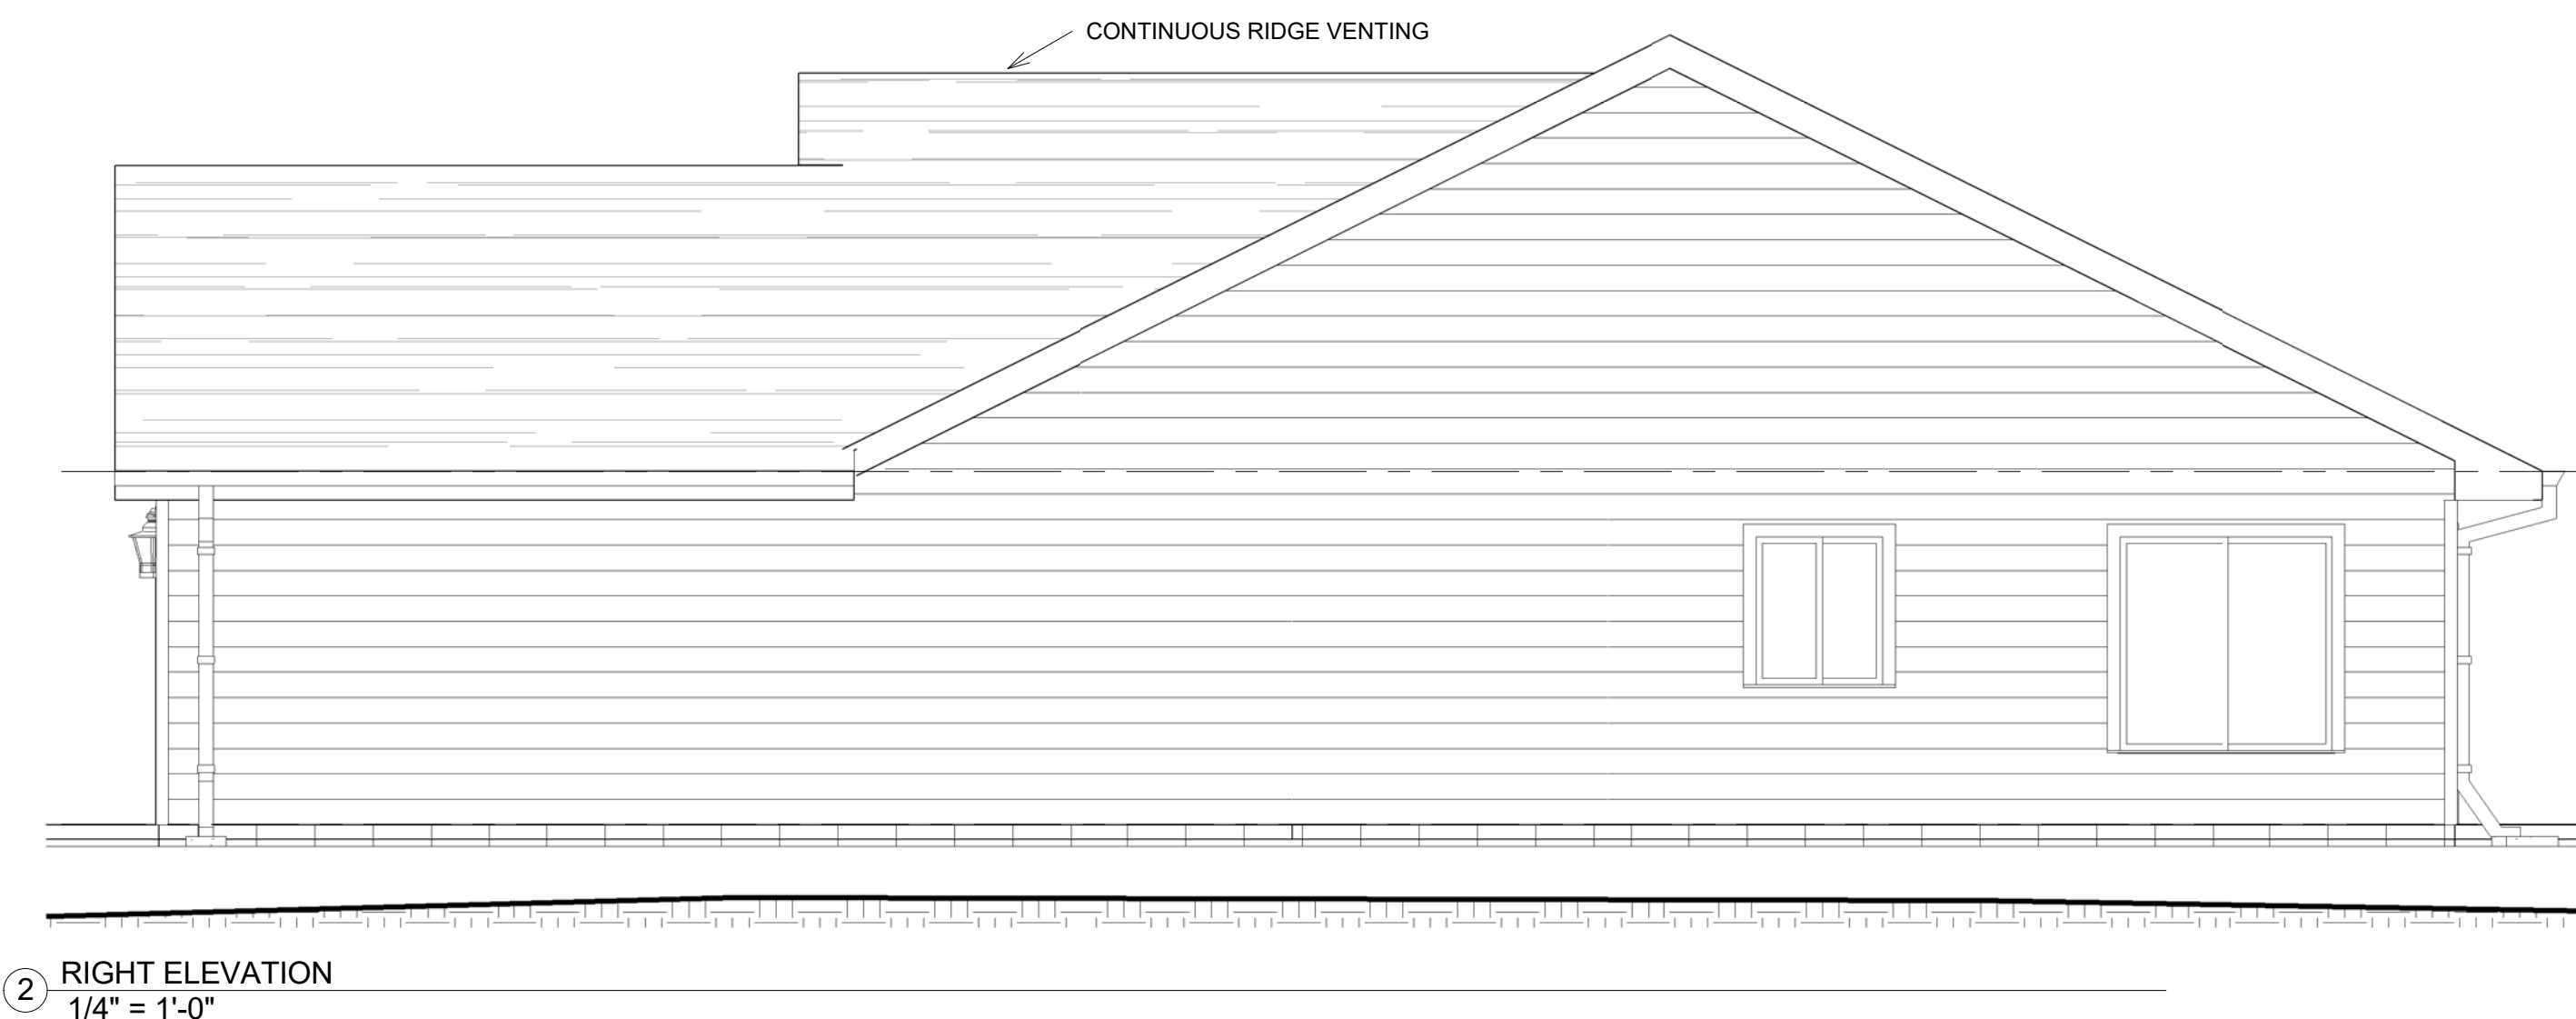 CONTINUOUS RIDGE VENTING
2
RIGHT ELEVATION
1/4" = 1'-0"